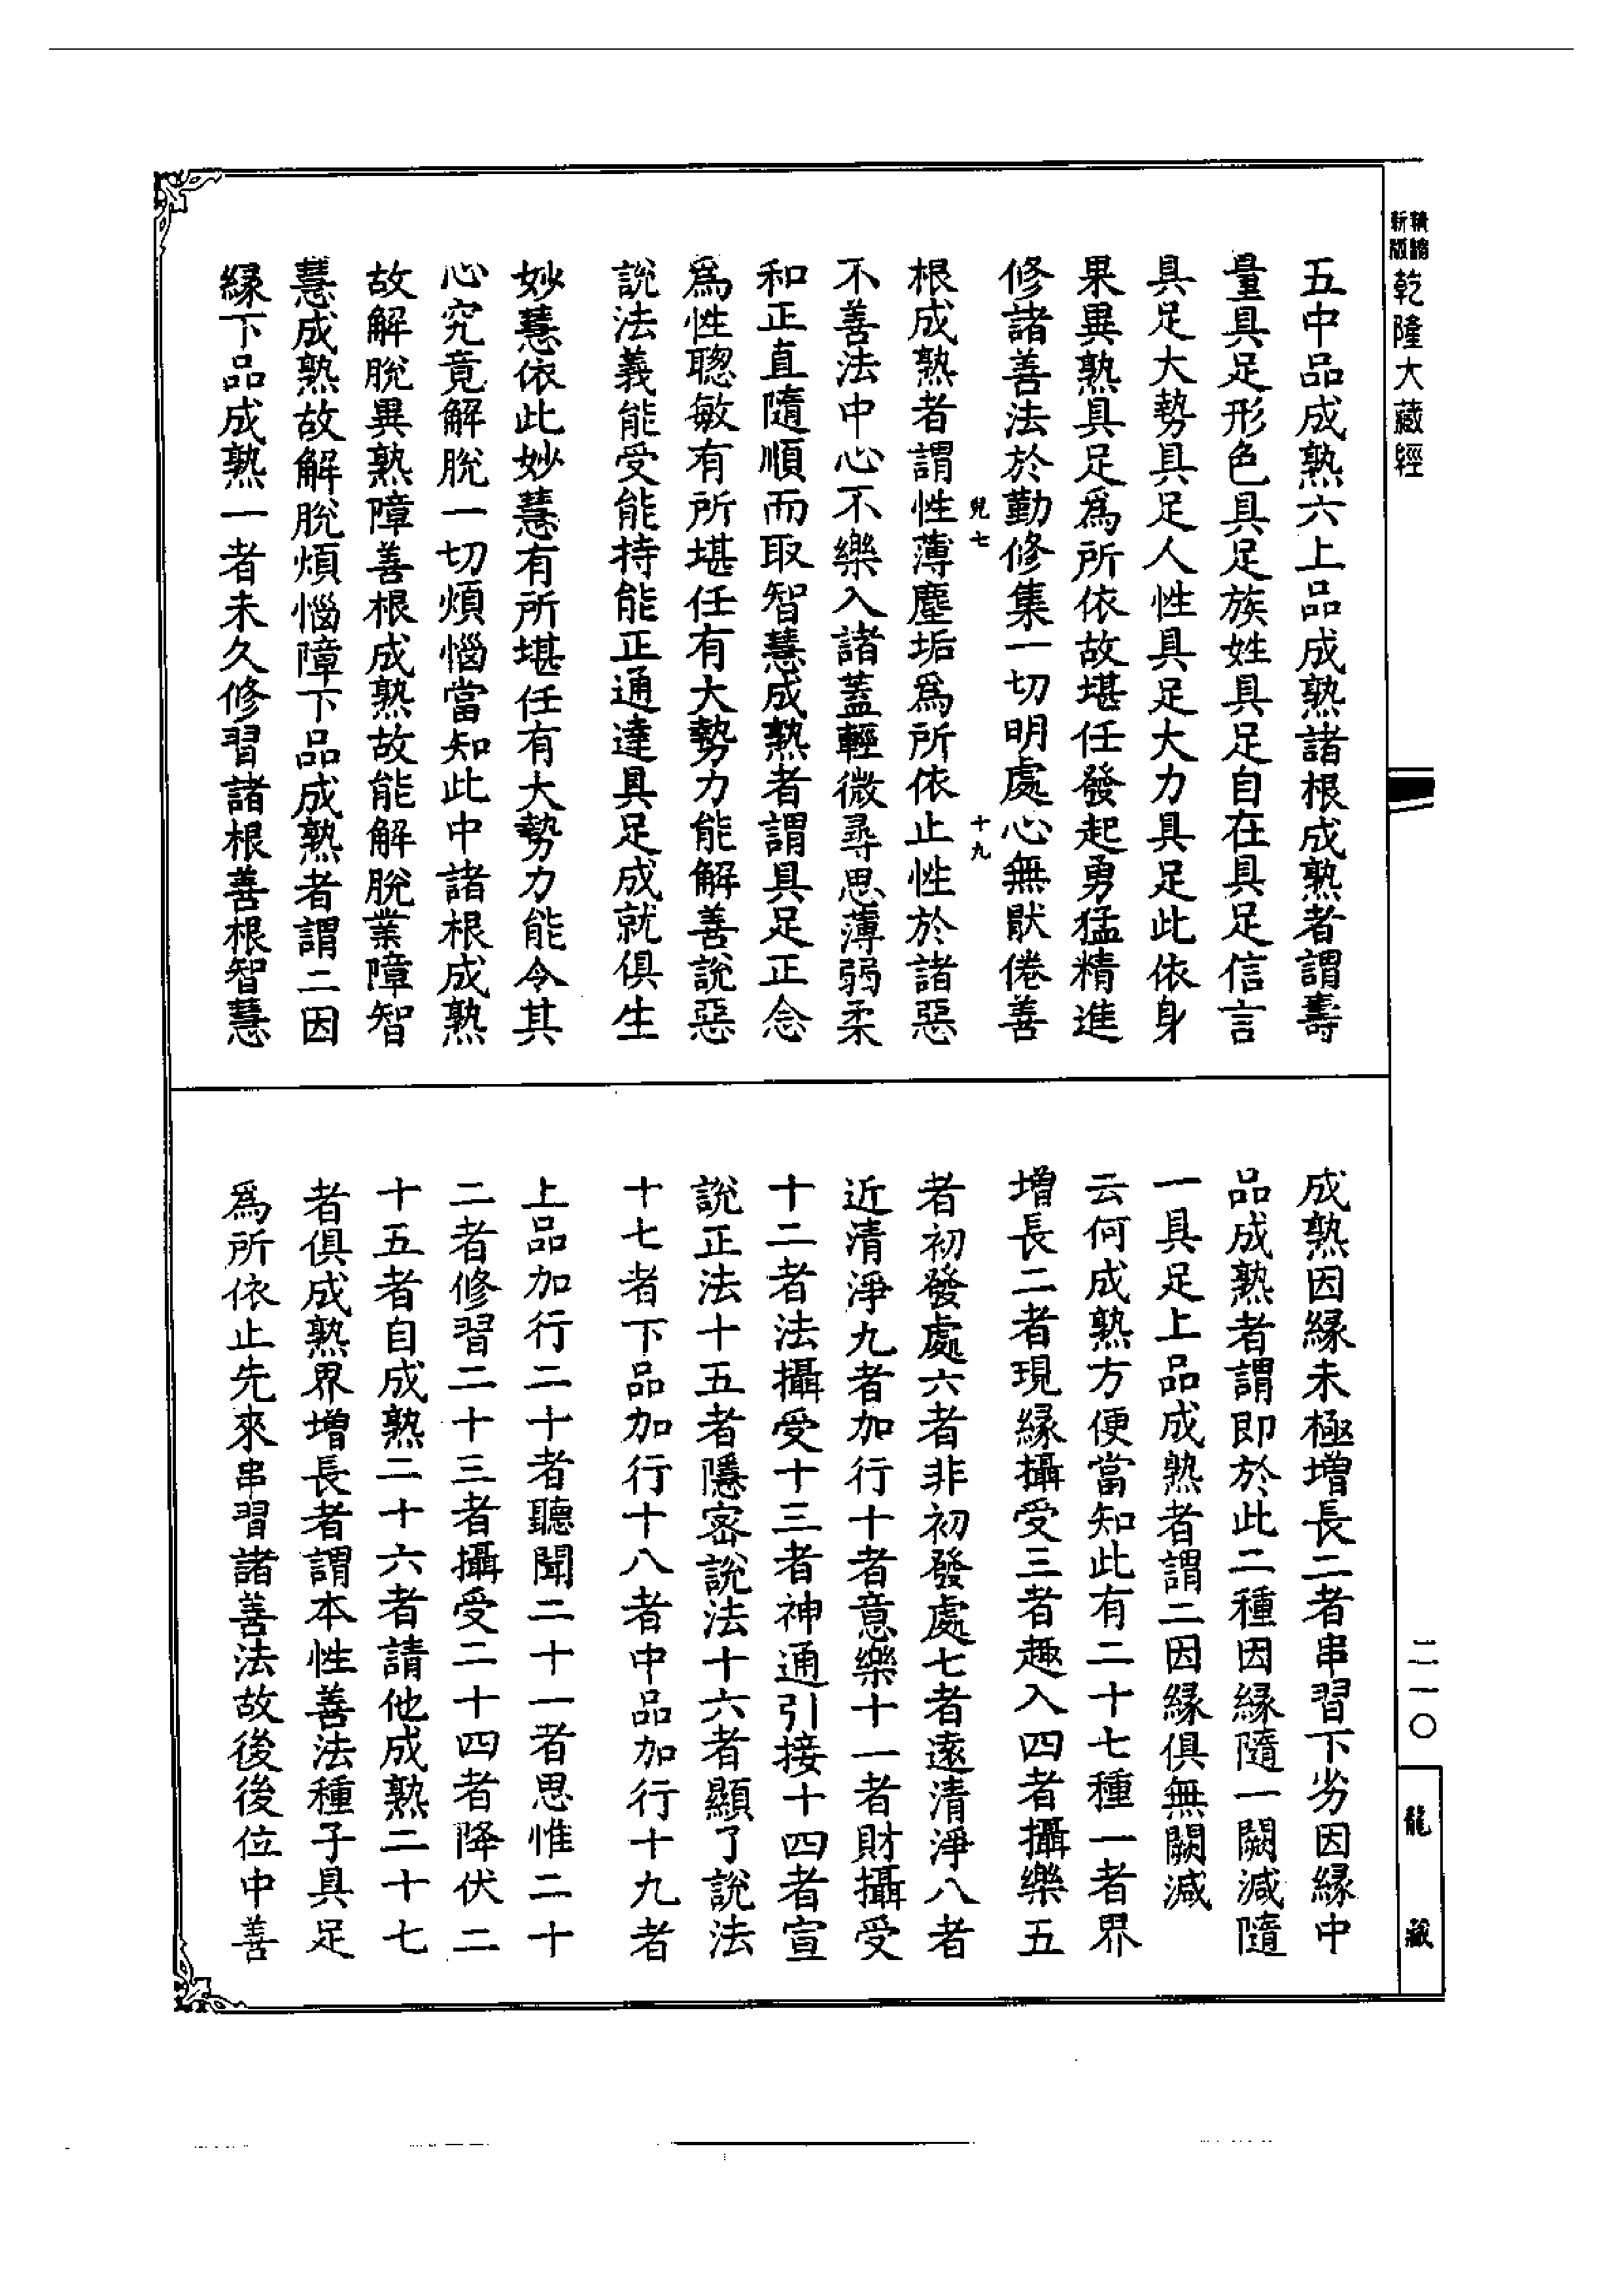 精縮
新版
乾隆大藏經
五中品成熟六上品成熟諸根成熟者謂壽
量具足形色具足族姓具足自在具足信言
具足大勢具足人性具足大力具足此依身
果異熟具足爲所依故堪任發起勇猛精進
修諸善法於勤修集一切明處心無猒倦善
皃七
十九
根成熟者謂性薄塵垢爲所依止性於諸惡
不善法中心不樂入諸蓋輕微尋思薄弱柔
和正直隨順而取智慧成熟者謂具足正念
爲性聰敏有所堪任有大勢力能解善說惡
說法義能受能持能正通達具足成就俱生
妙慧依此妙慧有所堪任有大勢力能令其
心究竟解脫一切煩惱當知此中諸根成熟
故解脫異熟障善根成熟故能解脫業障智
慧成熟故解脫煩惱障下品成熟者謂二因
緣下品成熟一者未久修習諸根善根智慧
成熟因緣未極增長二者串習下劣因緣中
品成熟者謂即於此二種因緣隨一闕減隨
一具足上品成熟者謂二因緣俱無闕減
云何成熟方便當知此有二十七種一者界
增長二者現緣攝受三者趣入四者攝樂五
者初發處六者非初發處七者遠清淨八者
近清淨九者加行十者意樂十一者財攝受
十二者法攝受十三者神通引接十四者宣
說正法十五者隱密說法十六者顯了說法
十七者下品加行十八者中品加行十九者
上品加行二十者聽聞二十一者思惟二十
二者修習二十三者攝受二十四者降伏二
十五者自成熟二十六者請他成熟二十七
者俱成熟界增長者謂本性善法種子具足
爲所依止先來串習諸善法故後後位中善
二一〇
龍藏